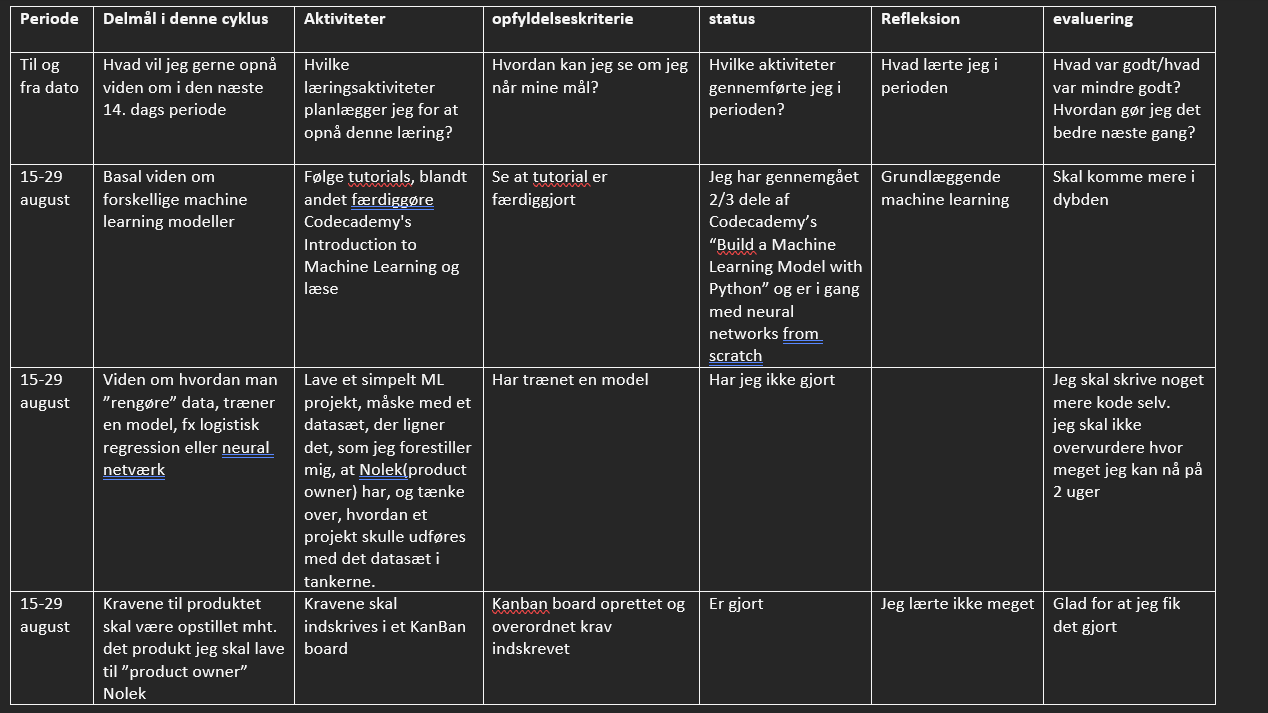 Periode
Delmål i denne cyklus
Aktiviteter
opfyldelseskriterie
status
Refleksion
evaluering
Til og
fra dato
Hvad vil jeg gerne opnå
viden om i den næste
14. dags periode
Hvilke
læringsaktiviteter
planlægger jeg for at
opnå denne læring?
Hvordan kan jeg se om jeg
når mine mål?
Hvilke aktiviteter
gennemførte jeg i
perioden?
Hvad lærte jeg i
perioden
Hvad var godt/hvad
var mindre godt?
Hvordan gør jeg det
bedre næste gang?
15-29
august
Basal viden om
forskellige machine
learning modeller
Følge tutorials, blandt
andet færdiggøre
Codecademy's
Introduction to
Machine Learning og
læse
Se at tutorial er
færdiggjort
Jeg har gennemgået
2/3 dele af
Codecademy’s
“Build a Machine
Learning Model with
Python” og er i gang
med neural
networks from
scratch
Grundlæggende
machine learning
Skal komme mere i
dybden
15-29
august
Viden om hvordan man
”rengøre” data, træner
en model, fx logistisk
regression eller neural
netværk
Lave et simpelt ML
projekt, måske med et
datasæt, der ligner
det, som jeg forestiller
mig, at Nolek(product
owner) har, og tænke
over, hvordan et
projekt skulle udføres
med det datasæt i
tankerne.
Har trænet en model
Har jeg ikke gjort
Jeg skal skrive noget
mere kode selv.
jeg skal ikke
overvurdere hvor
meget jeg kan nå på
2 uger
15-29
august
Kravene til produktet
skal være opstillet mht.
det produkt jeg skal lave
til ”product owner”
Nolek
Kravene skal
indskrives i et KanBan
board
Kanban board oprettet og
overordnet krav
indskrevet
Er gjort
Jeg lærte ikke meget
Glad for at jeg fik
det gjort